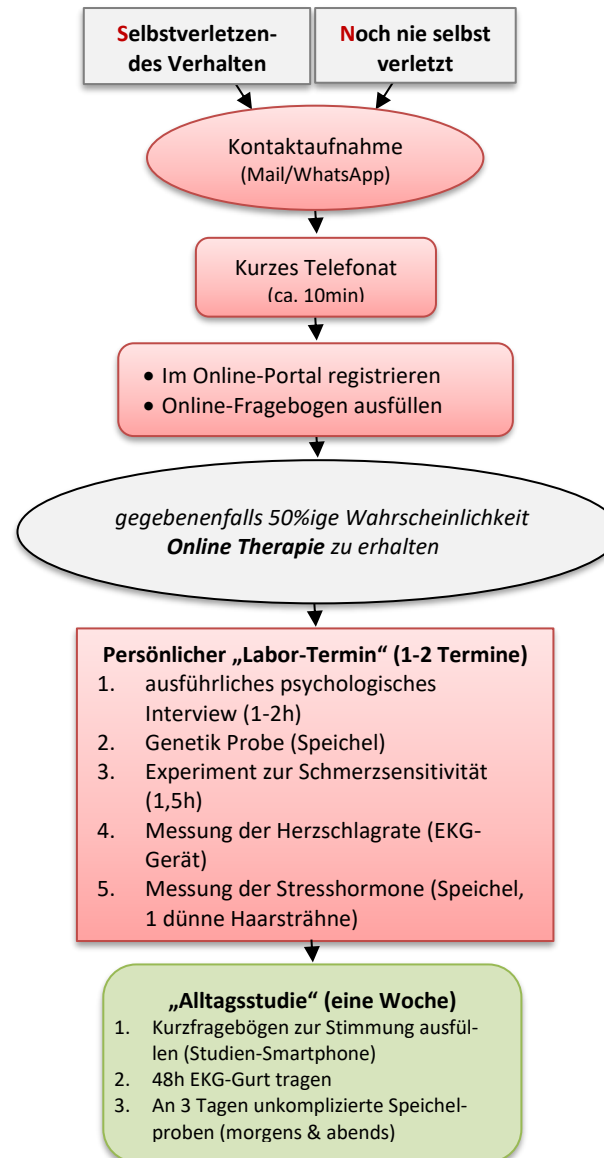 Selbstverletzen-
des Verhalten
Noch nie selbst
verletzt
Kontaktaufnahme
(Mail/WhatsApp)
Kurzes Telefonat
(ca. 10min)
• Im Online-Portal registrieren
• Online-Fragebogen ausfüllen
gegebenenfalls 50%ige Wahrscheinlichkeit
Online Therapie zu erhalten
Persönlicher „Labor-Termin“ (1-2 Termine)
1. ausführliches psychologisches
Interview (1-2h)
2. Genetik Probe (Speichel)
3. Experiment zur Schmerzsensitivität
(1,5h)
4. Messung der Herzschlagrate (EKG-
Gerät)
5. Messung der Stresshormone (Speichel,
1 dünne Haarsträhne)
„Alltagsstudie“ (eine Woche)
1. Kurzfragebögen zur Stimmung ausfül-
len (Studien-Smartphone)
2. 48h EKG-Gurt tragen
3. An 3 Tagen unkomplizierte Speichel-
proben (morgens & abends)